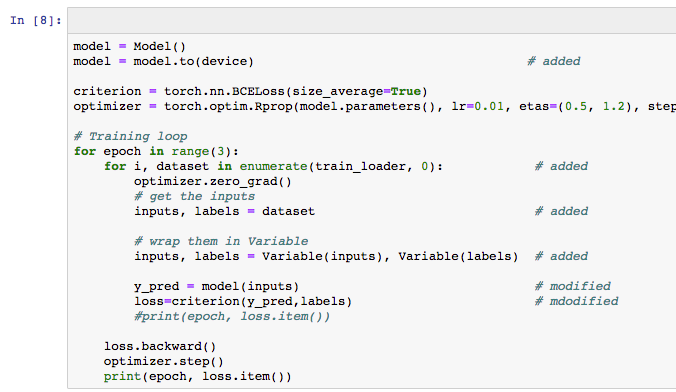 In [8]:
model = Model()
model = model.to(device) # added
criterion = torch.nn.BCELoss(size_average=True)
optimizer = torch.optim.Rprop(model.parameters(), lr=0.01, etas=(0.5, 1.2), step
# Training loop
for epoch in range(3):
for i, dataset in enumerate(train_loader, 0): # added
optimizer.zero_grad()
# get the inputs
inputs, labels = dataset # added
# wrap them in Variable
inputs, labels = Variable(inputs), Variable(labels) # added
y_pred = model(inputs) # modified
loss=criterion(y_pred,labels) # mdodified
#print(epoch, loss.item())
loss.backward()
optimizer.step()
print(epoch, loss.item())